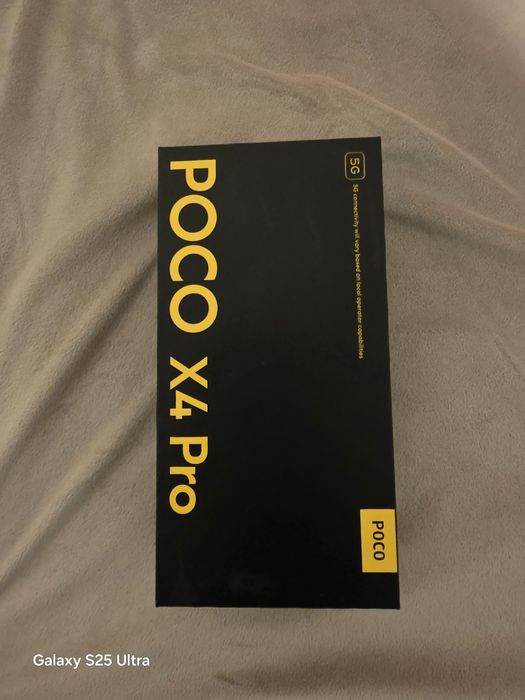 5G
5G connectivity will vary based on local operator capabilities
POCO X4 Pro
POCO
Galaxy S25 Ultra